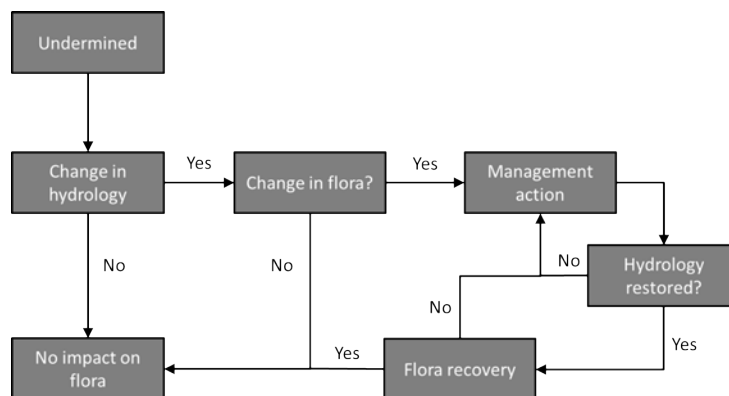 Undermined
Change in
hydrology
Yes
Change in flora?
Yes
Management
action
No
No
No
Hydrology
restored?
No
Yes
No impact on
flora
Yes
Flora recovery